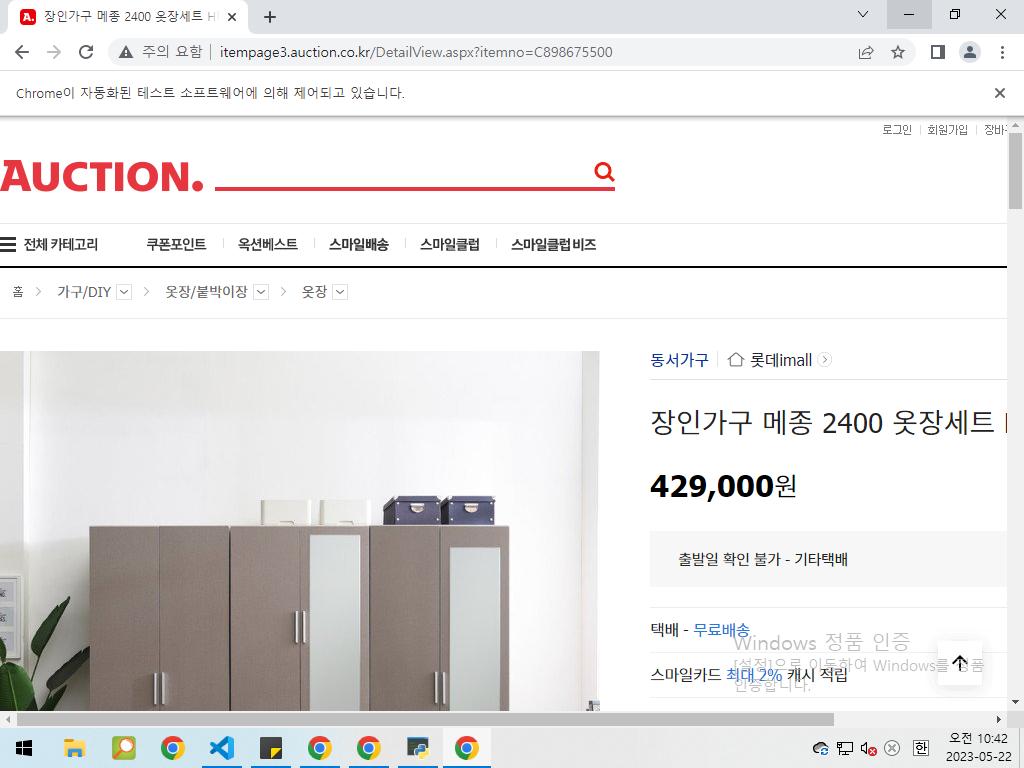 장인가구 메종 2400 옷장세트 H
주의 요함
itempage3.auction.co.kr/DetailView.aspx?itemno=C898675500
Chrome이 자동화된 테스트 소프트웨어에 의해 제어되고 있습니다.
로그인 회원가입 장바
AUCTION.
전체 카테고리 쿠폰포인트 옥션베스트 스마일배송 스마일클럽 스마일클럽 비즈
홈 가구/DIY 옷장/붙박이장 옷장
동서가구 롯데imall
장인가구 메종 2400 옷장세트
429,000원
출발일 확인 불가 - 기타택배
택배 - 무료배송
Windows 정품 인증
[설정]으로 이동하여 Windows를 정품
인증합니다.
스마일카드 최대 2% 캐시 적립
한
오전 10:42
2023-05-22